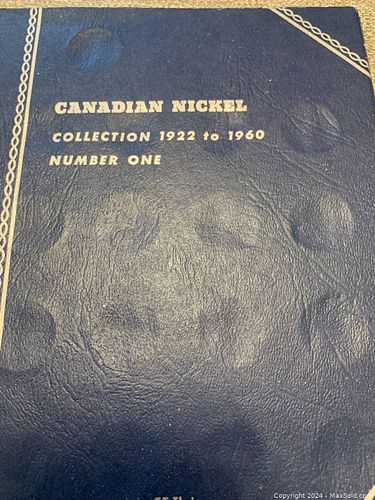 CANADIAN NICKEL
COLLECTION 1922 to 1960
NUMBER ONE
Copyright 2024 - MaxSold.com